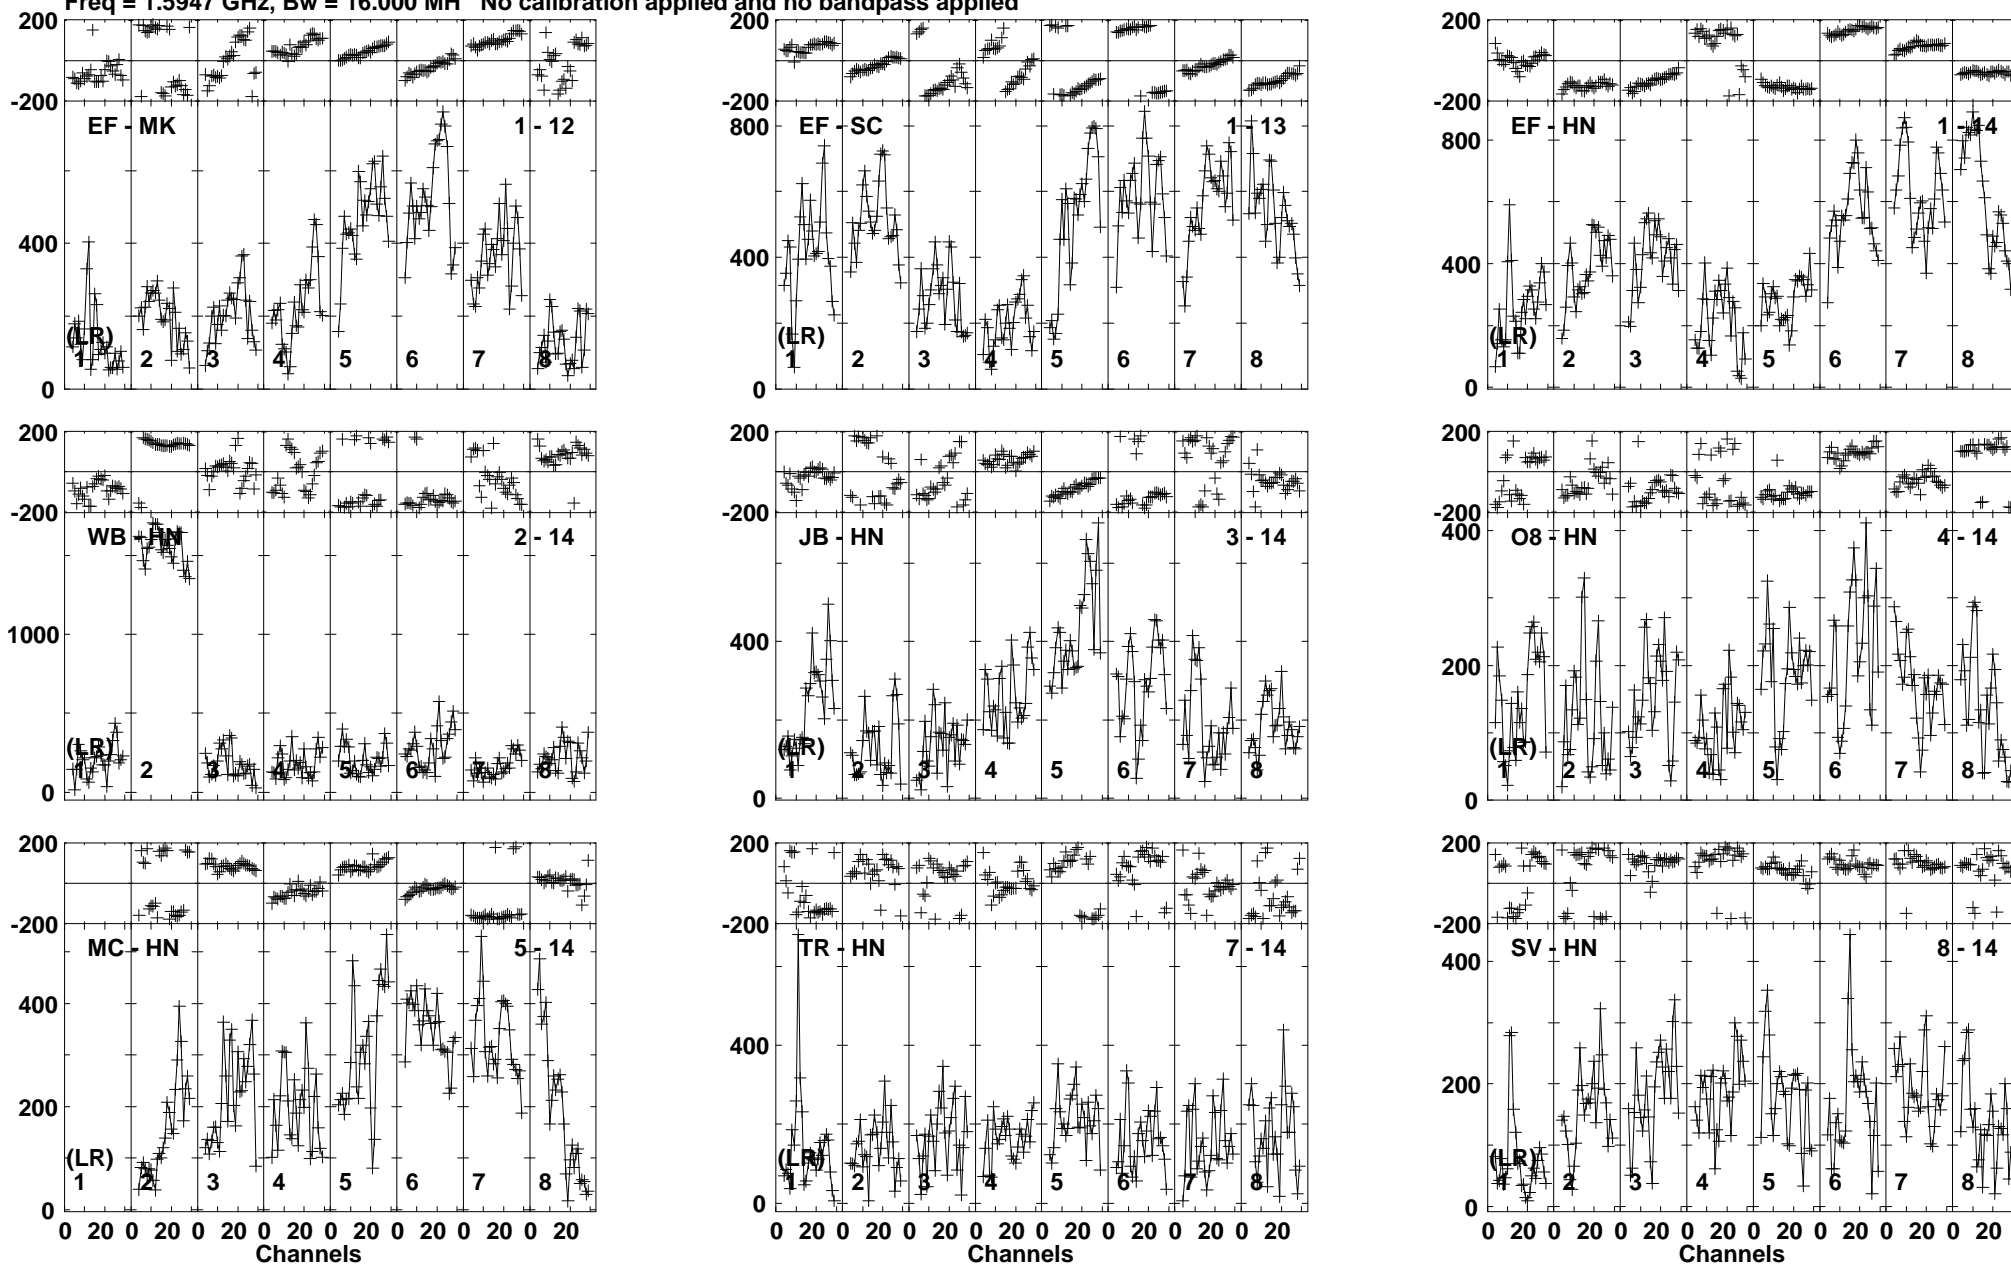 Freq = 1.5947 GHz, Bw = 16.000 MH No calibration applied and no bandpass applied
200
-200
EF - MK 1 - 12
400
0
(LR)
1 2 3 4 5 6 7 8
200
-200
EF - SC 1 - 13
800
400
0
(LR)
1 2 3 4 5 6 7 8
200
-200
EF - HN 1 - 14
800
400
0
(LR)
1 2 3 4 5 6 7 8
200
-200
WB - HN 2 - 14
1000
0
(LR)
1 2 3 4 5 6 7 8
200
-200
JB - HN 3 - 14
400
0
(LR)
1 2 3 4 5 6 7 8
200
-200
O8 - HN 4 - 14
400
200
0
(LR)
1 2 3 4 5 6 7 8
200
-200
MC - HN 5 - 14
400
200
0
(LR)
1 2 3 4 5 6 7 8
0 20 0 20 0 20 0 20 0 20 0 20 0 20 0 20
Channels
200
-200
TR - HN 7 - 14
400
0
(LR)
1 2 3 4 5 6 7 8
0 20 0 20 0 20 0 20 0 20 0 20 0 20 0 20
Channels
200
-200
SV - HN 8 - 14
400
200
0
(LR)
1 2 3 4 5 6 7 8
0 20 0 20 0 20 0 20 0 20 0 20 0 20 0 20
Channels